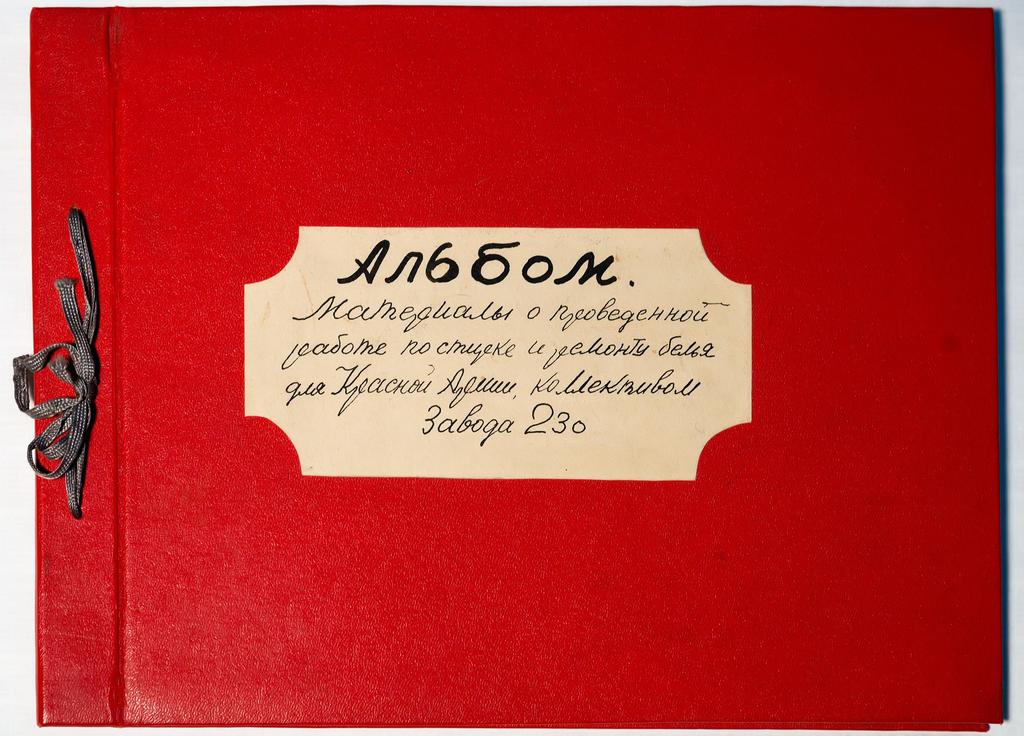 Альбом.
Материалы о проведенной
работе по стирке и ремонту белья
для Красной Армии, коллективом
Завода 230